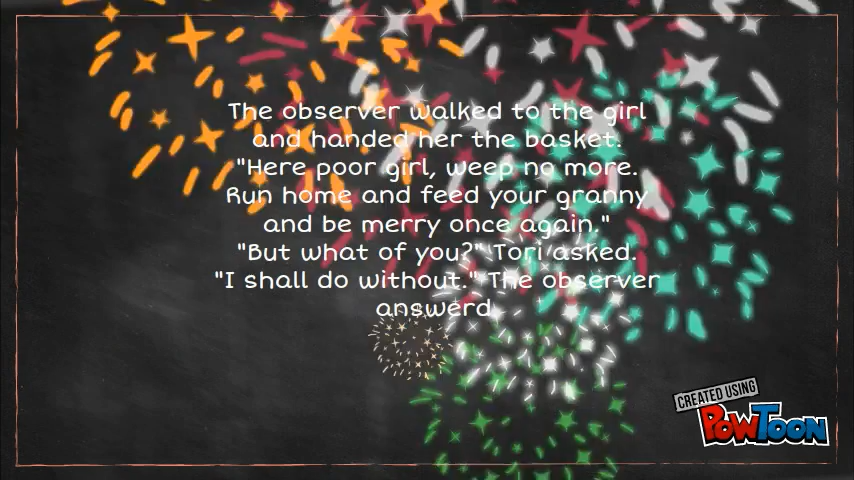 The observer walked to the girl
and handed her the basket.
"Here poor girl, weep no more.
Run home and feed your granny
and be merry once again."
"But what of you?" Tori asked.
"I shall do without." The observer
answerd
CREATED USING
POWTOON